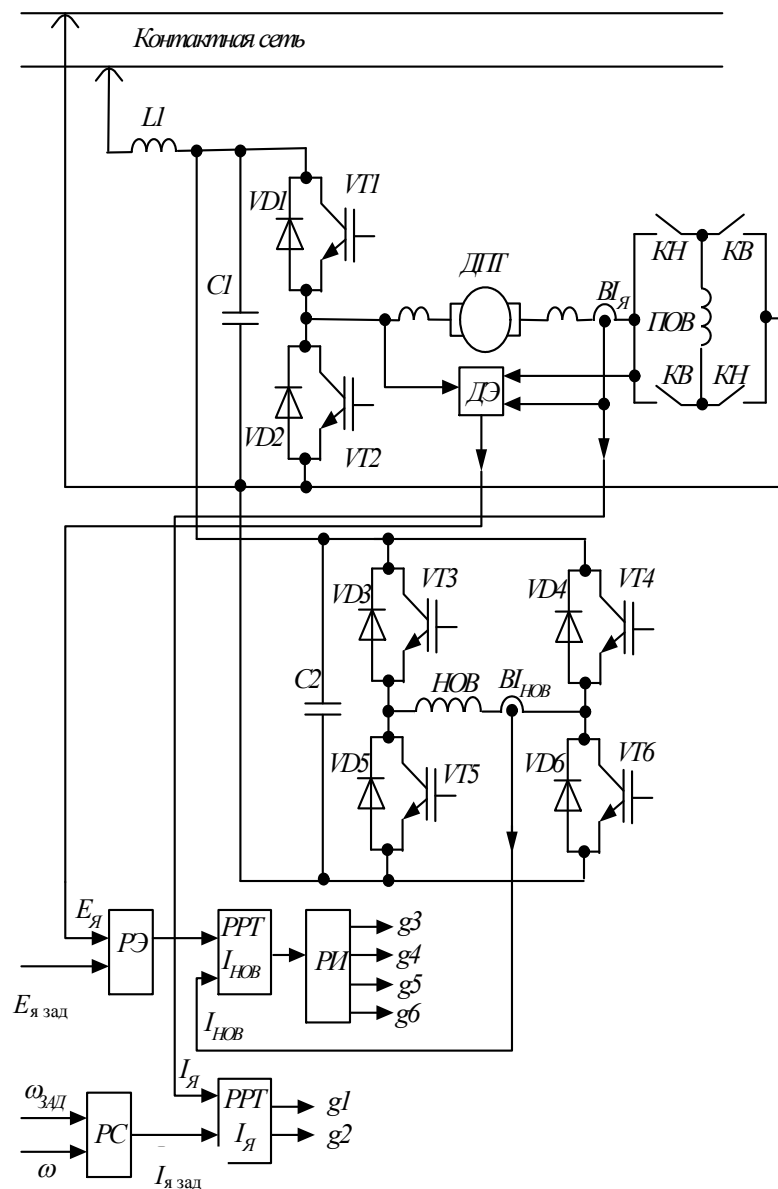 Контактная сеть
L1
VD1
VT1
ДПТ
BIЯ
КН
КВ
C1
ПОВ
ДЭ
КВ
КН
VD2
VT2
VD3
VT3
VD4
VT4
C2
НОВ
BIНОВ
VD5
VT5
VD6
VT6
EЯ
РЭ
РРТ
IНОВ
РИ
g3
g4
g5
g6
Eя зад
IНОВ
IЯ
ωЗАД
РС
РРТ
IЯ
g1
g2
ω
Iя зад